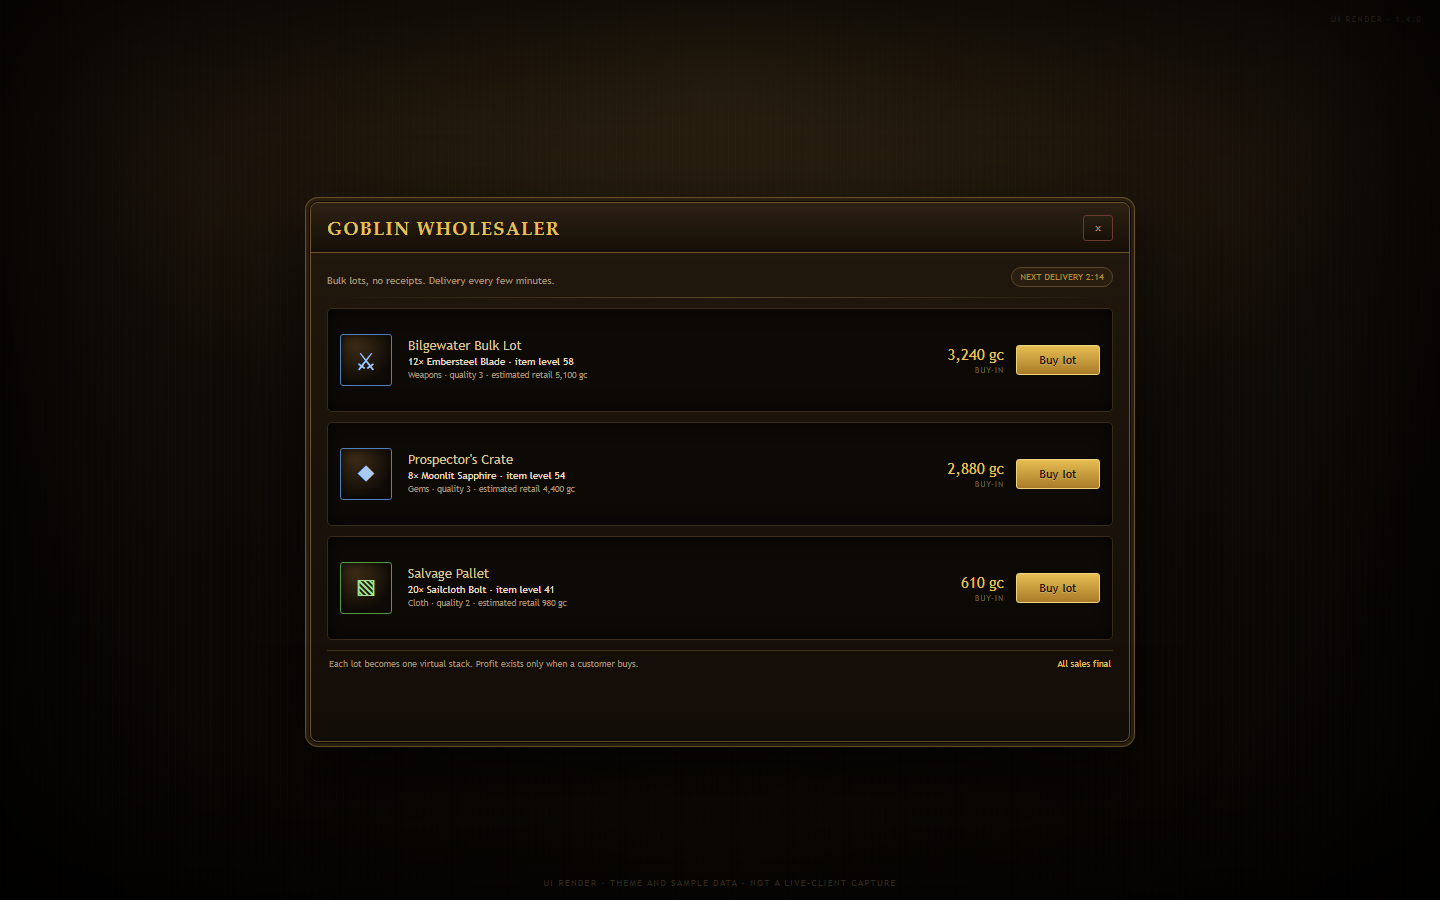 UI RENDER · 1.4.0
GOBLIN WHOLESALER
x
Bulk lots, no receipts. Delivery every few minutes.
NEXT DELIVERY 2:14
Bilgewater Bulk Lot
12× Embersteel Blade · item level 58
Weapons · quality 3 · estimated retail 5,100 gc
3,240 gc
BUY-IN
Buy lot
Prospector's Crate
8× Moonlit Sapphire · item level 54
Gems · quality 3 · estimated retail 4,400 gc
2,880 gc
BUY-IN
Buy lot
Salvage Pallet
20× Sailcloth Bolt · item level 41
Cloth · quality 2 · estimated retail 980 gc
610 gc
BUY-IN
Buy lot
Each lot becomes one virtual stack. Profit exists only when a customer buys.
All sales final
UI RENDER · THEME AND SAMPLE DATA · NOT A LIVE-CLIENT CAPTURE